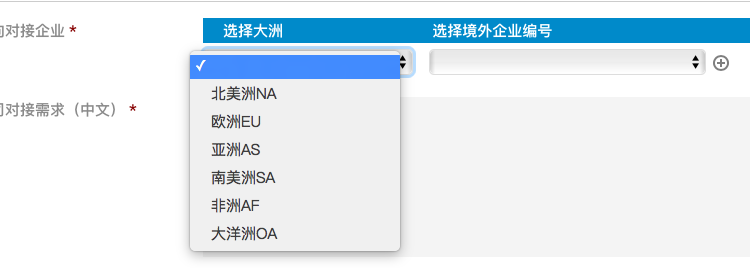 对接企业 *
选择大洲 选择境外企业编号
✓
北美洲NA
对接需求（中文） *
欧洲EU
亚洲AS
南美洲SA
非洲AF
大洋洲OA